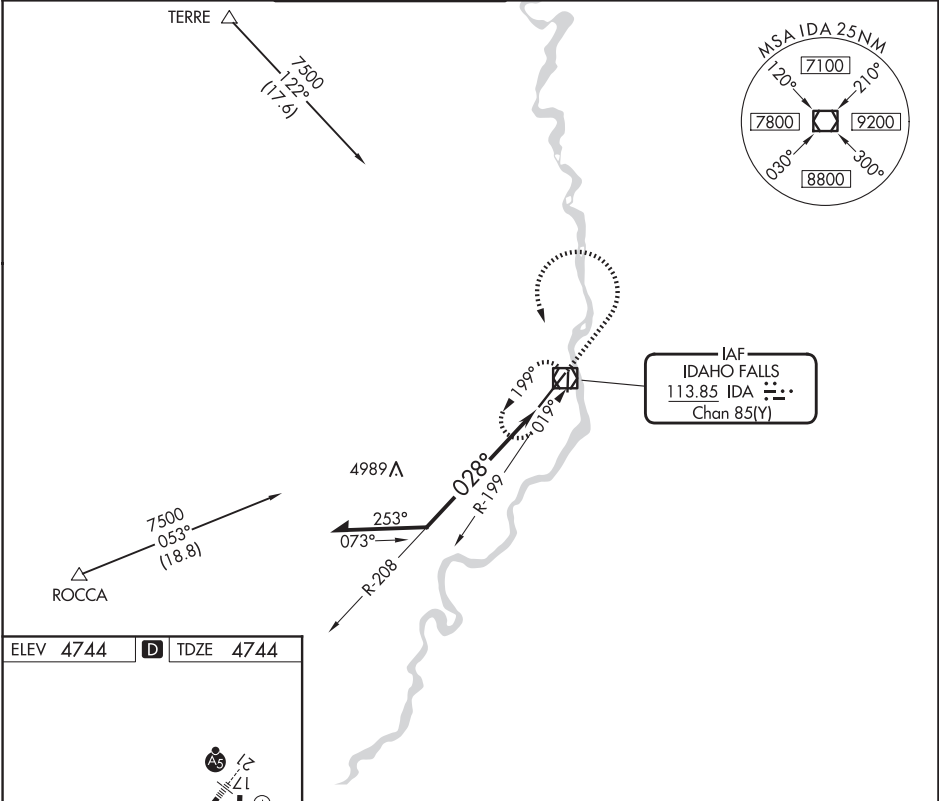 TERRE
7500
122°
(17.6)
MSA IDA 25NM
120°
7100
210°
7800
9200
030°
300°
8800
199°
019°
IAF
IDAHO FALLS
113.85 IDA
Chan 85(Y)
4989
028°
R-199
253°
073°
R-208
7500
053°
(18.8)
ROCCA
ELEV 4744 D TDZE 4744
A5
21
17